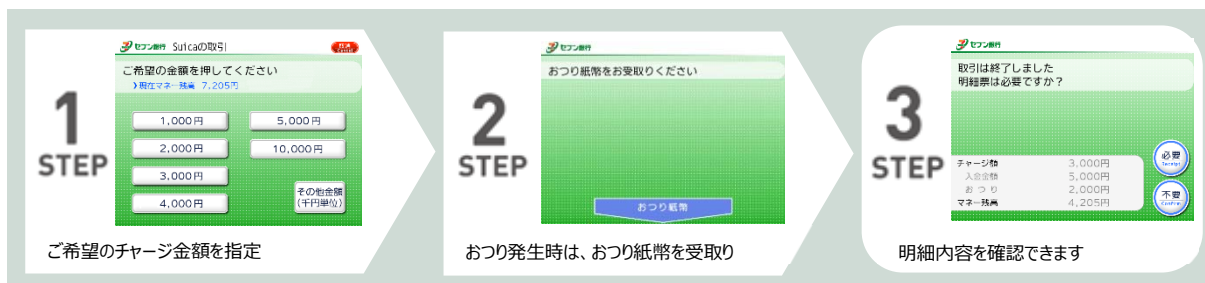 1
STEP
セブン銀行 Suicaの取引
取消
ご希望の金額を押してください
現在マネー残高 7,205円
1,000円
5,000円
2,000円
10,000円
3,000円
4,000円
その他金額
(千円単位)
ご希望のチャージ金額を指定
2
STEP
セブン銀行
おつり紙幣をお受取りください
おつり紙幣
おつり発生時は、おつり紙幣を受取り
3
STEP
セブン銀行
取引は終了しました
明細票は必要ですか？
チャージ額 3,000円
入金金額 5,000円
おつり 2,000円
マネー残高 4,205円
必要
Receipt
不要
明細内容を確認できます